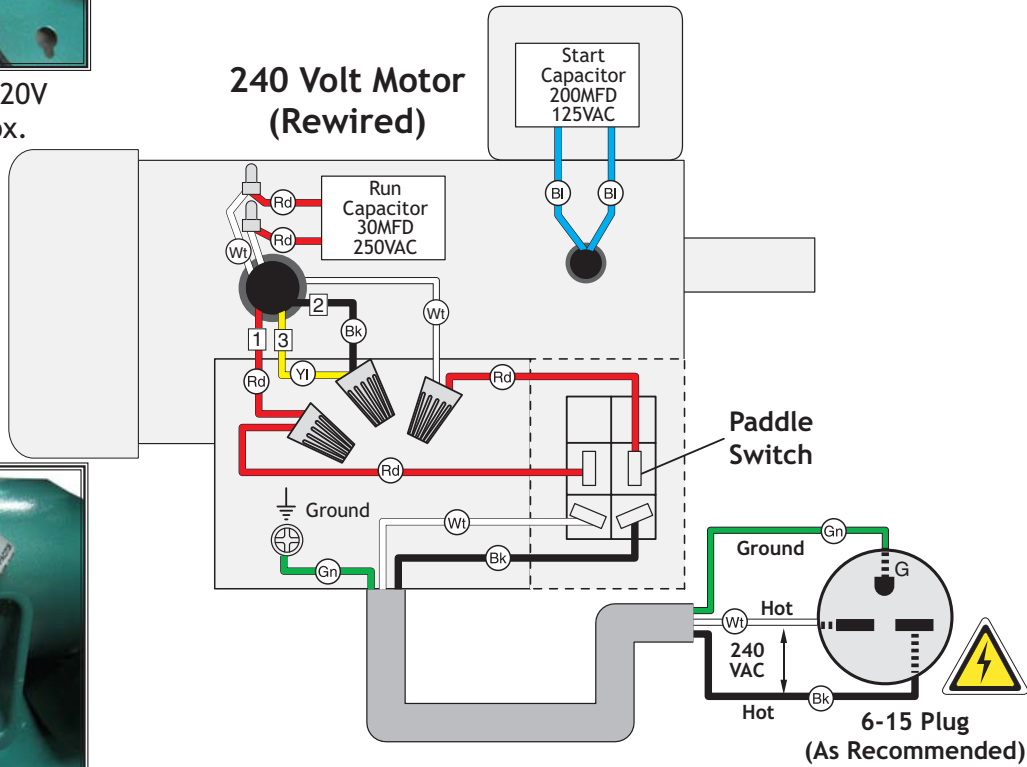 20V
ox.
240 Volt Motor
(Rewired)
Start
Capacitor
200MFD
125VAC
Bl
Bl
Run
Capacitor
30MFD
250VAC
Rd
Rd
Wt
2
1
3
Bk
Wt
Rd
Yl
Rd
Paddle
Switch
Rd
Ground
Wt
Bk
Gn
Gn
Ground
G
Hot
Wt
240
VAC
Bk
Hot
6-15 Plug
(As Recommended)